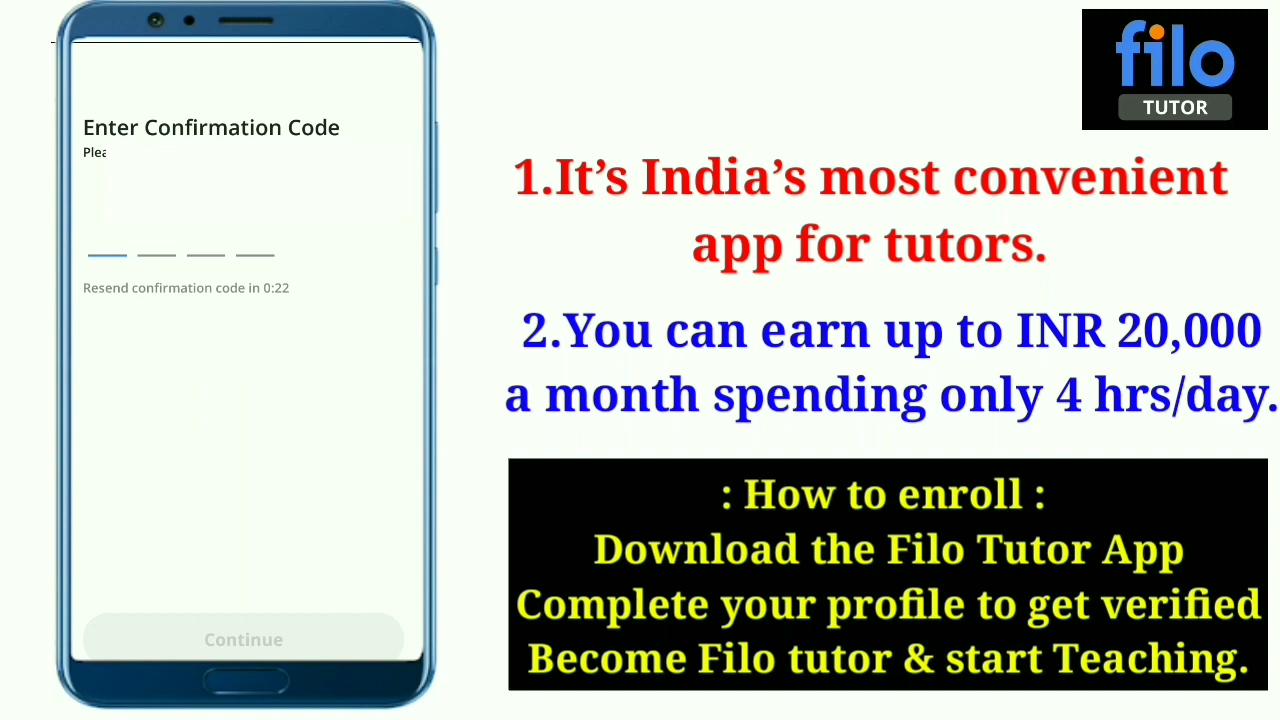 Enter Confirmation Code
Resend confirmation code in 0:22
Continue
filo
TUTOR
1.It’s India’s most convenient
app for tutors.
2.You can earn up to INR 20,000
a month spending only 4 hrs/day.
: How to enroll :
Download the Filo Tutor App
Complete your profile to get verified
Become Filo tutor & start Teaching.